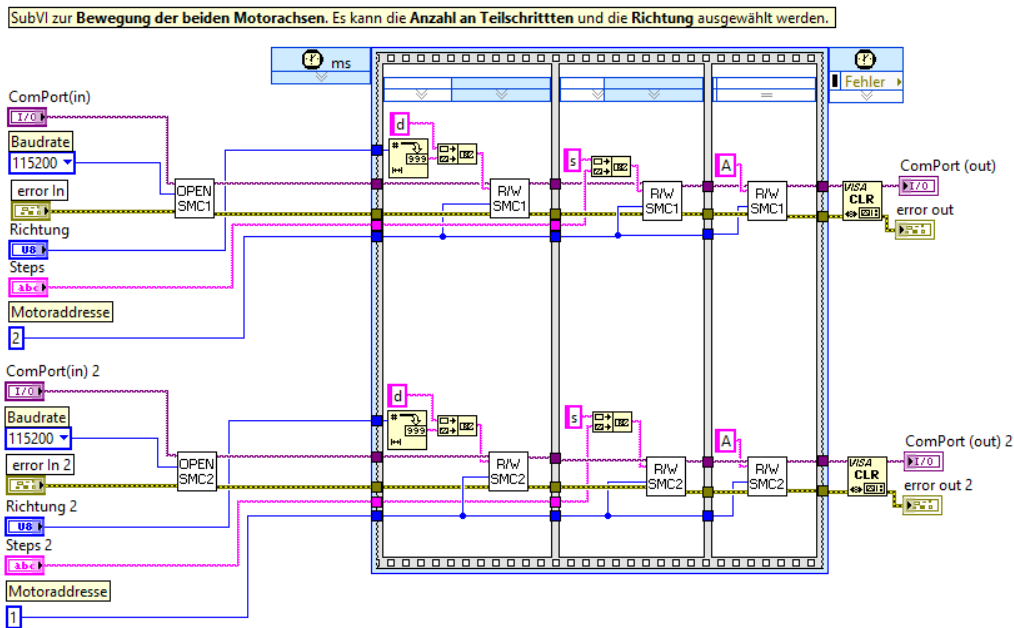 SubVI zur Bewegung der beiden Motorachsen. Es kann die Anzahl an Teilschrittten und die Richtung ausgewählt werden.
ms
Fehler
ComPort(in)
I/O
Baudrate
115200
error In
Richtung
U8
Steps
abc
Motoraddresse
2
OPEN
SMC1
d
#
999
R/W
SMC1
s
R/W
SMC1
A
R/W
SMC1
VISA
CLR
ComPort (out)
I/O
error out
ComPort(in) 2
I/O
Baudrate
115200
error In 2
Richtung 2
U8
Steps 2
abc
Motoraddresse
1
OPEN
SMC2
d
#
999
R/W
SMC2
s
R/W
SMC2
A
R/W
SMC2
VISA
CLR
ComPort (out) 2
I/O
error out 2